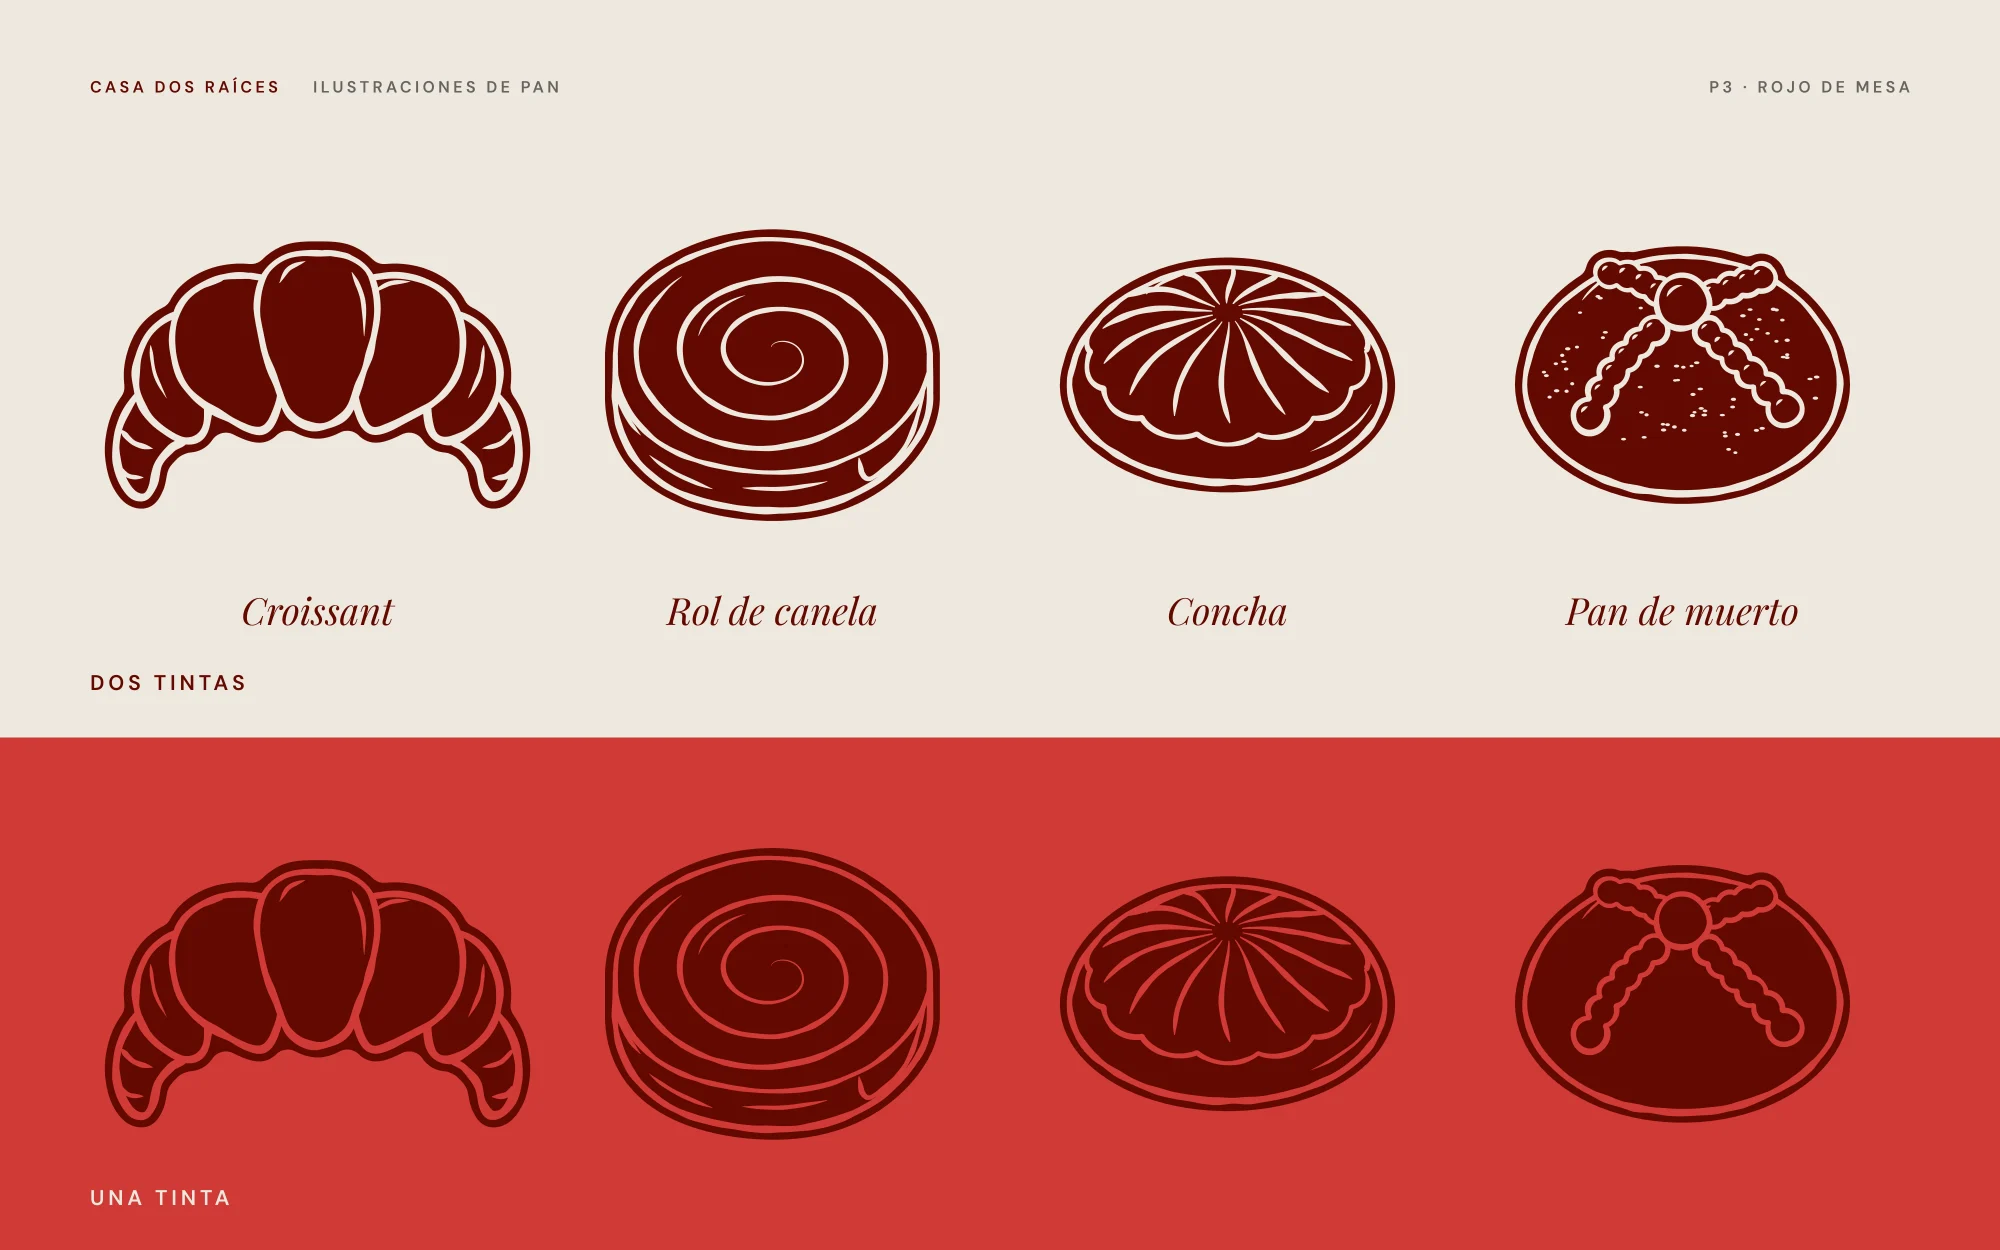 CASA DOS RAÍCES ILUSTRACIONES DE PAN
P3 · ROJO DE MESA
Croissant
Rol de canela
Concha
Pan de muerto
DOS TINTAS
UNA TINTA